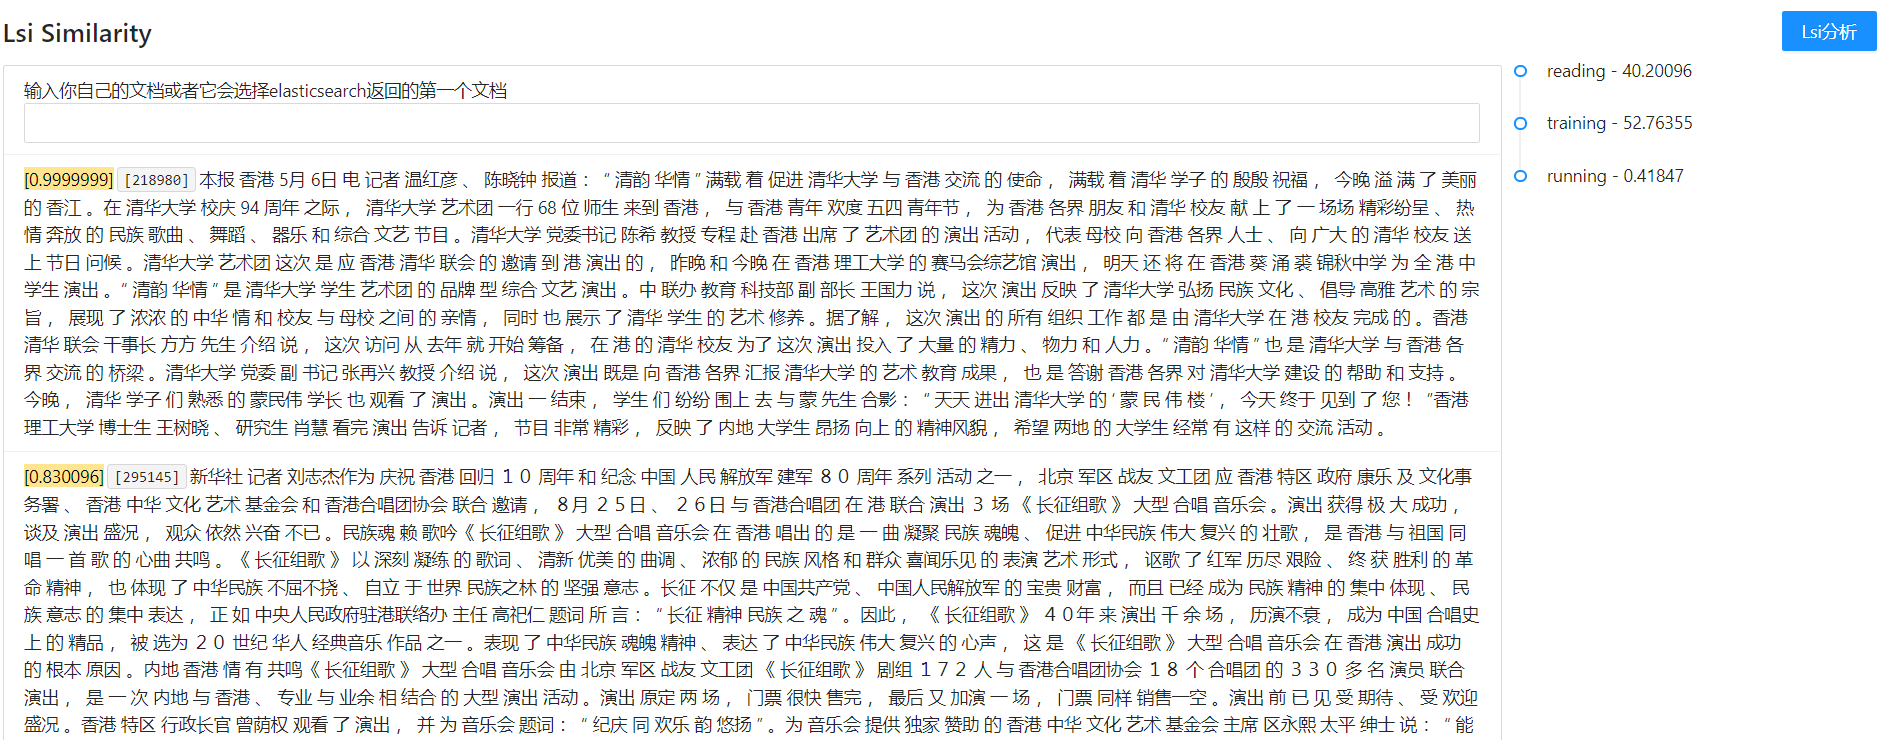 Lsi Similarity
Lsi分析
输入你自己的文档或者它会选择elasticsearch返回的第一个文档
[0.9999999] [218980] 本报 香港 5月 6日 电 记者 温红彦 、 陈晓钟 报道 ： “ 清韵 华情 ” 满载 着 促进 清华大学 与 香港 交流 的 使命 ， 满载 着 清华 学子 的 殷殷 祝福 ， 今晚 溢 满 了 美丽
的 香江 。 在 清华大学 校庆 94 周年 之际 ， 清华大学 艺术团 一行 68 位 师生 来到 香港 ， 与 香港 青年 欢度 五四 青年节 ， 为 香港 各界 朋友 和 清华 校友 献 上 了 一 场场 精彩纷呈 、 热
情 奔放 的 民族 歌曲 、 舞蹈 、 器乐 和 综合 文艺 节目 。 清华大学 党委书记 陈希 教授 专程 赴 香港 出席 了 艺术团 的 演出 活动 ， 代表 母校 向 香港 各界 人士 、 向 广大 的 清华 校友 送
上 节日 问候 。 清华大学 艺术团 这次 是 应 香港 清华 联会 的 邀请 到 港 演出 的 ， 昨晚 和 今晚 在 香港 理工大学 的 赛马会综艺馆 演出 ， 明天 还 将 在 香港 葵 涌 裘 锦秋中学 为 全 港 中
学生 演出 。 “ 清韵 华情 ” 是 清华大学 学生 艺术团 的 品牌 型 综合 文艺 演出 。 中 联办 教育 科技部 副 部长 王国力 说 ， 这次 演出 反映 了 清华大学 弘扬 民族 文化 、 倡导 高雅 艺术 的 宗
旨 ， 展现 了 浓浓 的 中华 情 和 校友 与 母校 之间 的 亲情 ， 同时 也 展示 了 清华 学生 的 艺术 修养 。 据了解 ， 这次 演出 的 所有 组织 工作 都 是 由 清华大学 在 港 校友 完成 的 。 香港
清华 联会 干事长 方方 先生 介绍 说 ， 这次 访问 从 去年 就 开始 筹备 ， 在 港 的 清华 校友 为了 这次 演出 投入 了 大量 的 精力 、 物力 和 人力 。 “ 清韵 华情 ” 也 是 清华大学 与 香港 各
界 交流 的 桥梁 。 清华大学 党委 副 书记 张再兴 教授 介绍 说 ， 这次 演出 既是 向 香港 各界 汇报 清华大学 的 艺术 教育 成果 ， 也 是 答谢 香港 各界 对 清华大学 建设 的 帮助 和 支持 。
今晚 ， 清华 学子 们 熟悉 的 蒙民伟 学长 也 观看 了 演出 。 演出 一 结束 ， 学生 们 纷纷 围上 去 与 蒙 先生 合影 ： “ 天天 进出 清华大学 的 ‘ 蒙 民 伟 楼 ’ ， 今天 终于 见到 了 您 ！ ”香港
理工大学 博士生 王树晓 、 研究生 肖慧 看完 演出 告诉 记者 ， 节目 非常 精彩 ， 反映 了 内地 大学生 昂扬 向上 的 精神风貌 ， 希望 两地 的 大学生 经常 有 这样 的 交流 活动 。
[0.830096] [295145] 新华社 记者 刘志杰作为 庆祝 香港 回归 １０ 周年 和 纪念 中国 人民 解放军 建军 ８０ 周年 系列 活动 之一 ， 北京 军区 战友 文工团 应 香港 特区 政府 康乐 及 文化事
务署 、 香港 中华 文化 艺术 基金会 和 香港合唱团协会 联合 邀请 ， ８月 ２５日 、 ２６日 与 香港合唱团 在 港 联合 演出 ３ 场 《 长征组歌 》 大型 合唱 音乐会 。 演出 获得 极 大 成功 ，
谈及 演出 盛况 ， 观众 依然 兴奋 不已 。 民族魂 赖 歌吟 《 长征组歌 》 大型 合唱 音乐会 在 香港 唱出 的 是 一 曲 凝聚 民族 魂魄 、 促进 中华民族 伟大 复兴 的 壮歌 ， 是 香港 与 祖国 同
唱 一 首 歌 的 心曲 共鸣 。 《 长征组歌 》 以 深刻 凝练 的 歌词 、 清新 优美 的 曲调 、 浓郁 的 民族 风格 和 群众 喜闻乐见 的 表演 艺术 形式 ， 讴歌 了 红军 历尽 艰险 、 终 获 胜利 的 革
命 精神 ， 也 体现 了 中华民族 不屈不挠 、 自立 于 世界 民族之林 的 坚强 意志 。 长征 不仅 是 中国共产党 、 中国人民解放军 的 宝贵 财富 ， 而且 已经 成为 民族 精神 的 集中 体现 、 民
族 意志 的 集中 表达 ， 正 如 中央人民政府驻港联络办 主任 高祀仁 题词 所 言 ： “ 长征 精神 民族 之 魂 ” 。 因此 ， 《 长征组歌 》 ４０年 来 演出 千 余 场 ， 历演不衰 ， 成为 中国 合唱史
上 的 精品 ， 被 选为 ２０ 世纪 华人 经典音乐 作品 之一 。 表现 了 中华民族 魂魄 精神 、 表达 了 中华民族 伟大 复兴 的 心声 ， 这 是 《 长征组歌 》 大型 合唱 音乐会 在 香港 演出 成功
的 根本 原因 。 内地 香港 情 有 共鸣 《 长征组歌 》 大型 合唱 音乐会 由 北京 军区 战友 文工团 《 长征组歌 》 剧组 １７２ 人 与 香港合唱团协会 １８ 个 合唱团 的 ３３０ 多 名 演员 联合
演出 ， 是 一 次 内地 与 香港 、 专业 与 业余 相 结合 的 大型 演出 活动 。 演出 原定 两 场 ， 门票 很快 售完 ， 最后 又 加演 一 场 ， 门票 同样 销售一空 。 演出 前 已 见 受 期待 、 受 欢迎
盛况 。 香港 特区 行政长官 曾荫权 观看 了 演出 ， 并 为 音乐会 题词 ： “ 纪庆 同 欢乐 韵 悠扬 ” 。 为 音乐会 提供 独家 赞助 的 香港 中华 文化 艺术 基金会 主席 区永熙 太平 绅士 说 ： “ 能
reading - 40.20096
training - 52.76355
running - 0.41847